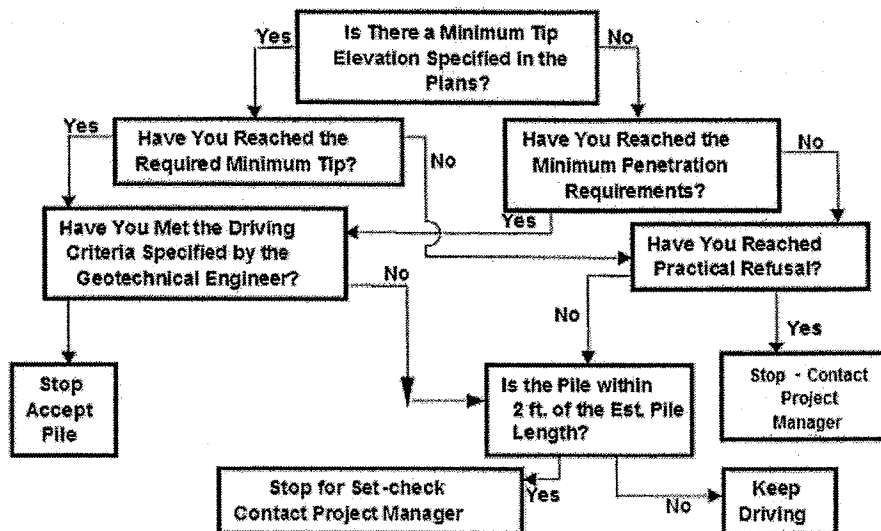 Is There a Minimum Tip
Elevation Specified in the
Plans?
Yes
No
Have You Reached the
Required Minimum Tip?
Yes
No
Have You Reached the
Minimum Penetration
Requirements?
No
Yes
Have You Met the Driving
Criteria Specified by the
Geotechnical Engineer?
No
Have You Reached
Practical Refusal?
No
Yes
Stop
Accept
Pile
Is the Pile within
2 ft. of the Est. Pile
Length?
Stop - Contact
Project
Manager
Stop for Set-check
Contact Project Manager
Yes
No
Keep
Driving